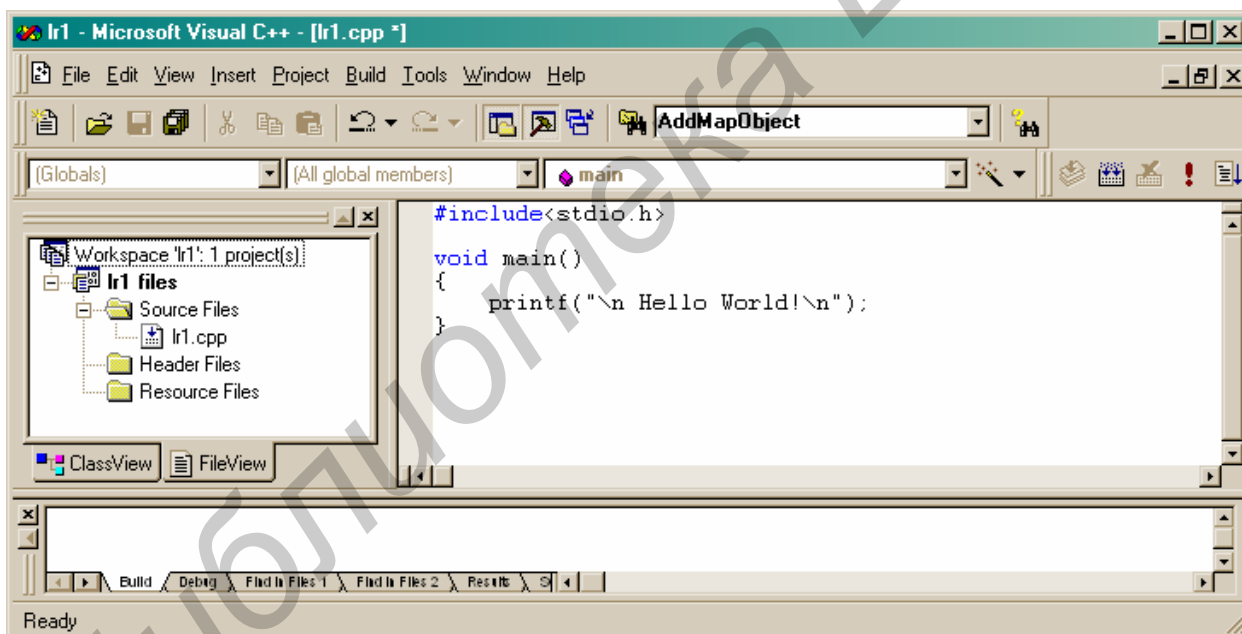 lr1 - Microsoft Visual C++ - [lr1.cpp *]
File Edit View Insert Project Build Tools Window Help
AddMapObject
(Globals) (All global members) main
Workspace 'lr1': 1 project(s)
lr1 files
Source Files
lr1.cpp
Header Files
Resource Files
ClassView FileView
#include<stdio.h>
void main()
{
printf("\n Hello World!\n");
}
Build Debug Find in Files 1 Find in Files 2 Results
Ready